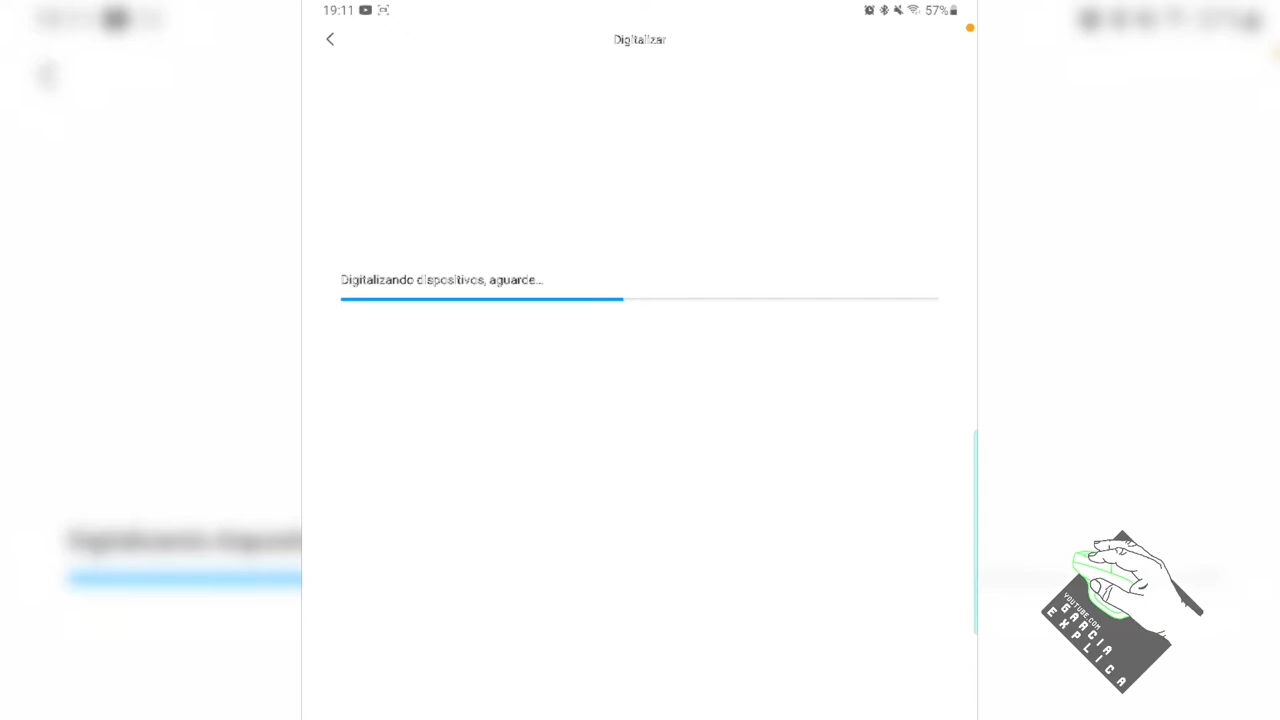 19:11
57%
Digitalizar
Digitalizando dispositivos, aguarde...
YOUTUBE.COM
GARCIA
EXPLICA